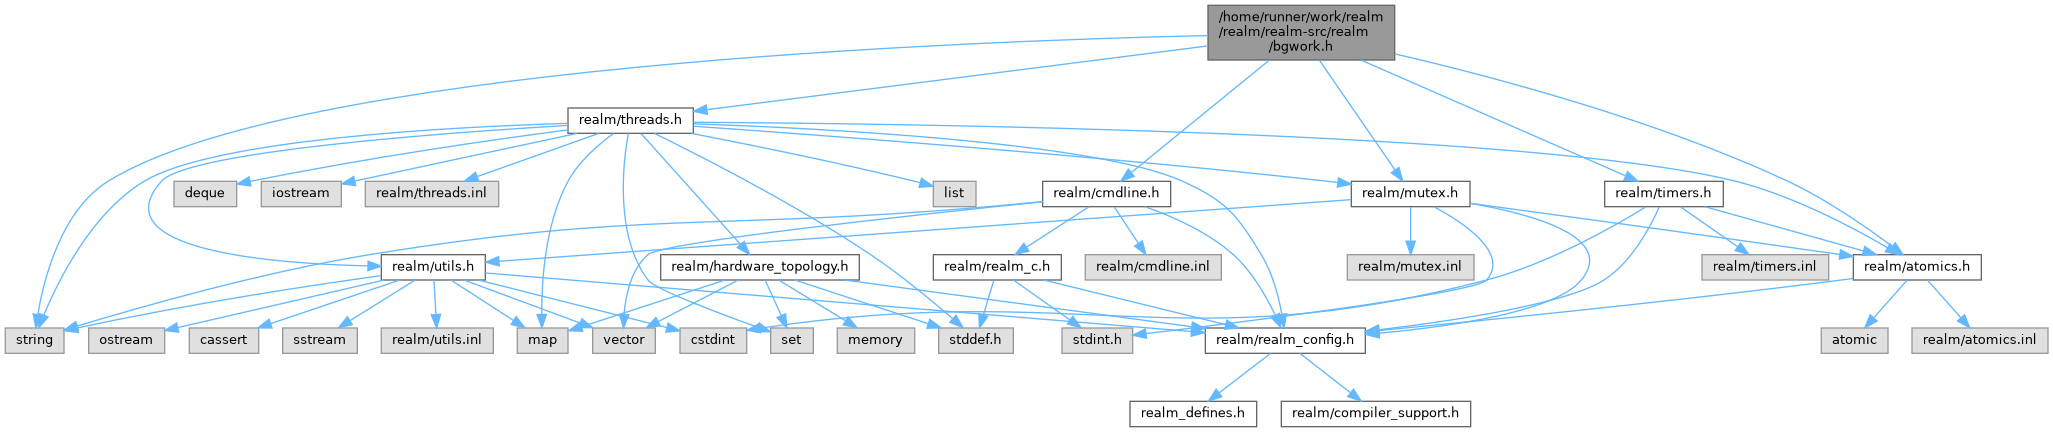 /home/runner/work/realm
/realm/realm-src/realm
/bgwork.h
realm/threads.h
deque
iostream
realm/threads.inl
list
realm/cmdline.h
realm/mutex.h
realm/timers.h
realm/utils.h
realm/hardware_topology.h
realm/realm_c.h
realm/cmdline.inl
realm/mutex.inl
realm/timers.inl
realm/atomics.h
string
ostream
cassert
sstream
realm/utils.inl
map
vector
cstdint
set
memory
stddef.h
stdint.h
realm/realm_config.h
atomic
realm/atomics.inl
realm_defines.h
realm/compiler_support.h